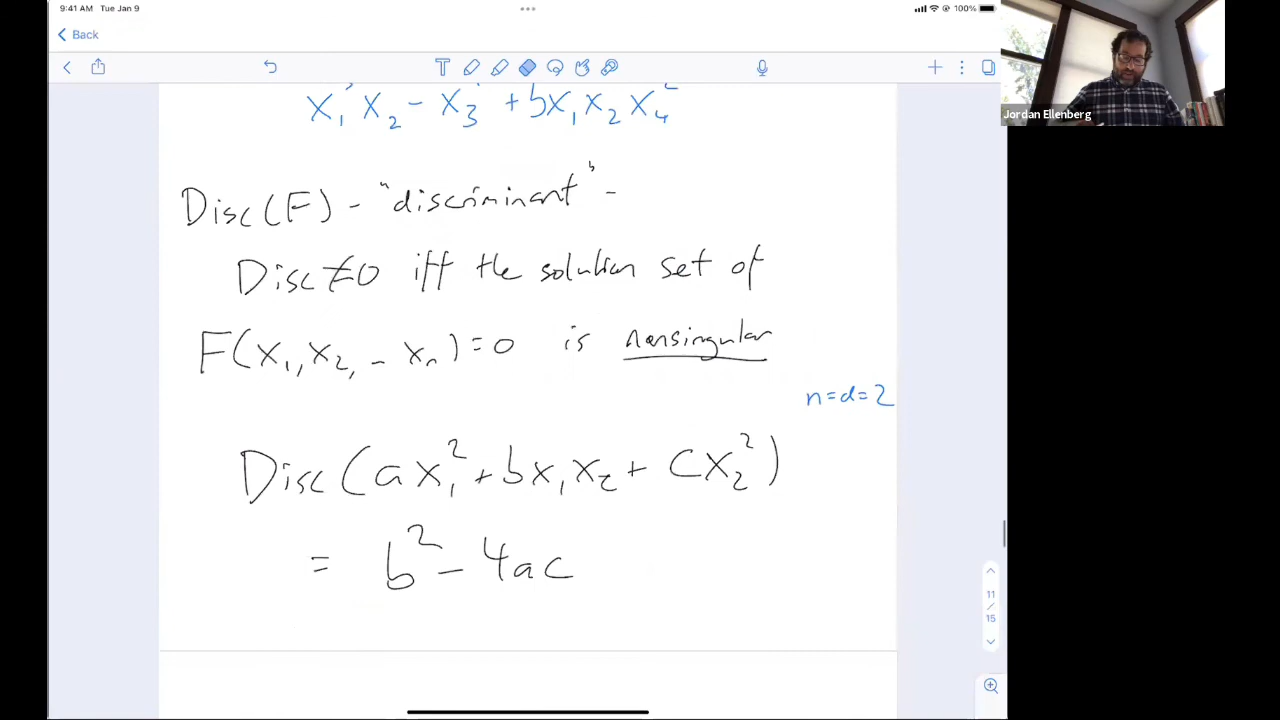 9:41 AM Tue Jan 9
100%
Back
Jordan Ellenberg
x₁ x₂ - x₃ + bx₁x₂x₄²
Disc(F) - "discriminant" -
Disc≠0 iff the solution set of
F(x₁, x₂, - xₙ)=0 is nonsingular
n=d=2
Disc(ax₁²+bx₁x₂+cx₂²)
= b²-4ac
11
/
15